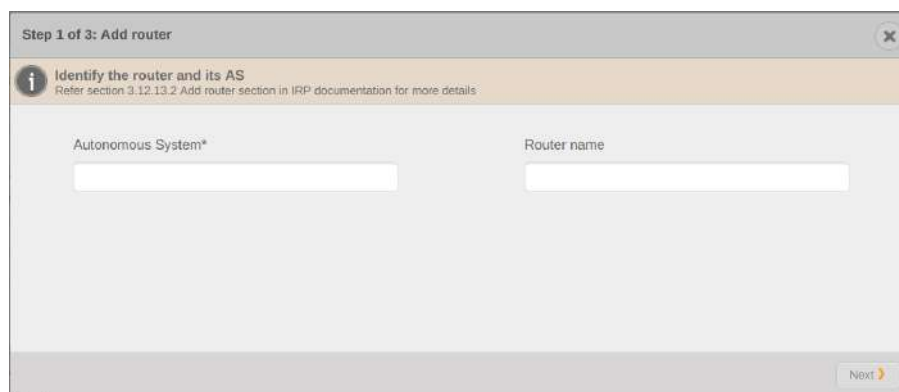 Step 1 of 3: Add router
Identify the router and its AS
Refer section 3.12.13.2 Add router section in IRP documentation for more details
Autonomous System*
Router name
Next